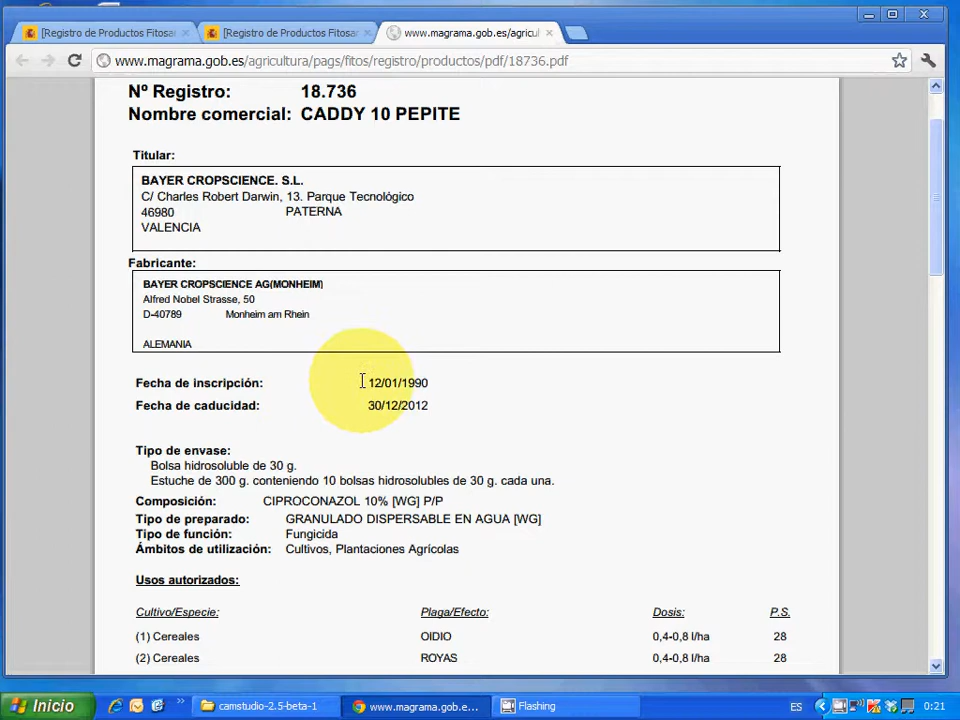 [Registro de Productos Fitosa
[Registro de Productos Fitosa
www.magrama.gob.es/agricul
www.magrama.gob.es/agricultura/pags/fitos/registro/productos/pdf/18736.pdf
Nº Registro: 18.736
Nombre comercial: CADDY 10 PEPITE
Titular:
BAYER CROPSCIENCE. S.L.
C/ Charles Robert Darwin, 13. Parque Tecnológico
46980 PATERNA
VALENCIA
Fabricante:
BAYER CROPSCIENCE AG(MONHEIM)
Alfred Nobel Strasse, 50
D-40789 Monheim am Rhein
ALEMANIA
Fecha de inscripción: 12/01/1990
Fecha de caducidad: 30/12/2012
Tipo de envase:
Bolsa hidrosoluble de 30 g.
Estuche de 300 g. conteniendo 10 bolsas hidrosolubles de 30 g. cada una.
Composición: CIPROCONAZOL 10% [WG] P/P
Tipo de preparado: GRANULADO DISPERSABLE EN AGUA [WG]
Tipo de función: Fungicida
Ámbitos de utilización: Cultivos, Plantaciones Agrícolas
Usos autorizados:
Cultivo/Especie: Plaga/Efecto: Dosis: P.S.
(1) Cereales OIDIO 0,4-0,8 l/ha 28
(2) Cereales ROYAS 0,4-0,8 l/ha 28
Inicio camstudio-2.5-beta-1 www.magrama.gob.e... Flashing ES 0:21